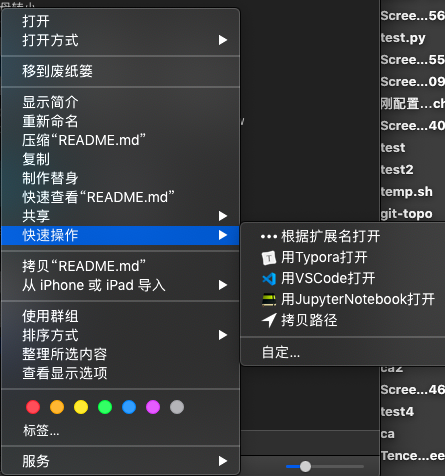 打开
打开方式
移到废纸篓
显示简介
重新命名
压缩“README.md”
复制
制作替身
快速查看“README.md”
共享
快速操作
拷贝“README.md”
从 iPhone 或 iPad 导入
使用群组
排序方式
整理所选内容
查看显示选项
标签...
服务
根据扩展名打开
用Typora打开
用VSCode打开
用JupyterNotebook打开
拷贝路径
自定...
Scree...56
test.py
Scree...55
Scree...09
刚配置...ch
Scree...40
test
test2
temp.sh
git-topo
ca2
Scree...46
test4
ca
Tence...ee